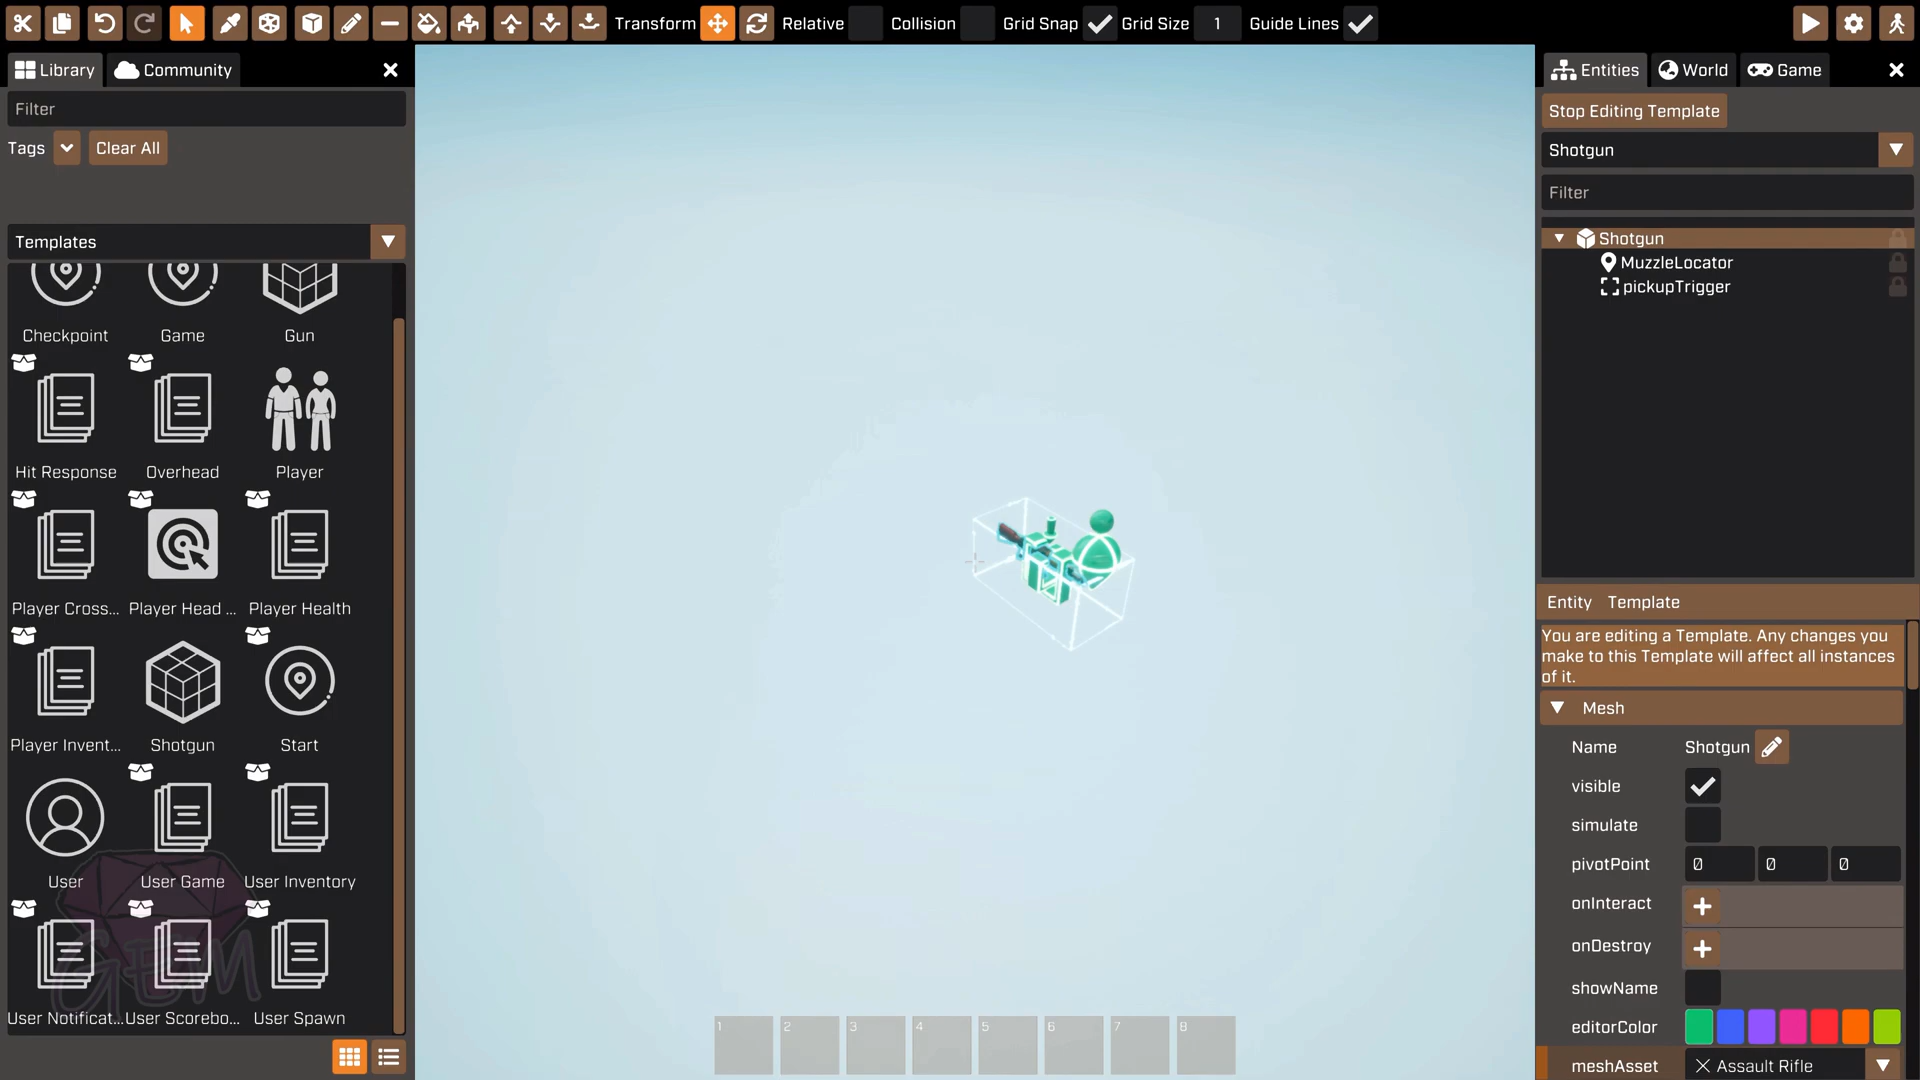 Transform Relative Collision Grid Snap Grid Size 1 Guide Lines
Library Community
Filter
Tags Clear All
Templates
Checkpoint Game Gun
Hit Response Overhead Player
Player Cross... Player Head ... Player Health
Player Invent... Shotgun Start
User User Game User Inventory
User Notificat... User Scorebo... User Spawn
GEM
1 2 3 4 5 6 7 8
Entities World Game
Stop Editing Template
Shotgun
Filter
Shotgun
MuzzleLocator
pickupTrigger
Entity Template
You are editing a Template. Any changes you
make to this Template will affect all instances
of it.
Mesh
Name Shotgun
visible
simulate
pivotPoint 0 0 0
onInteract
onDestroy
showName
editorColor
meshAsset Assault Rifle